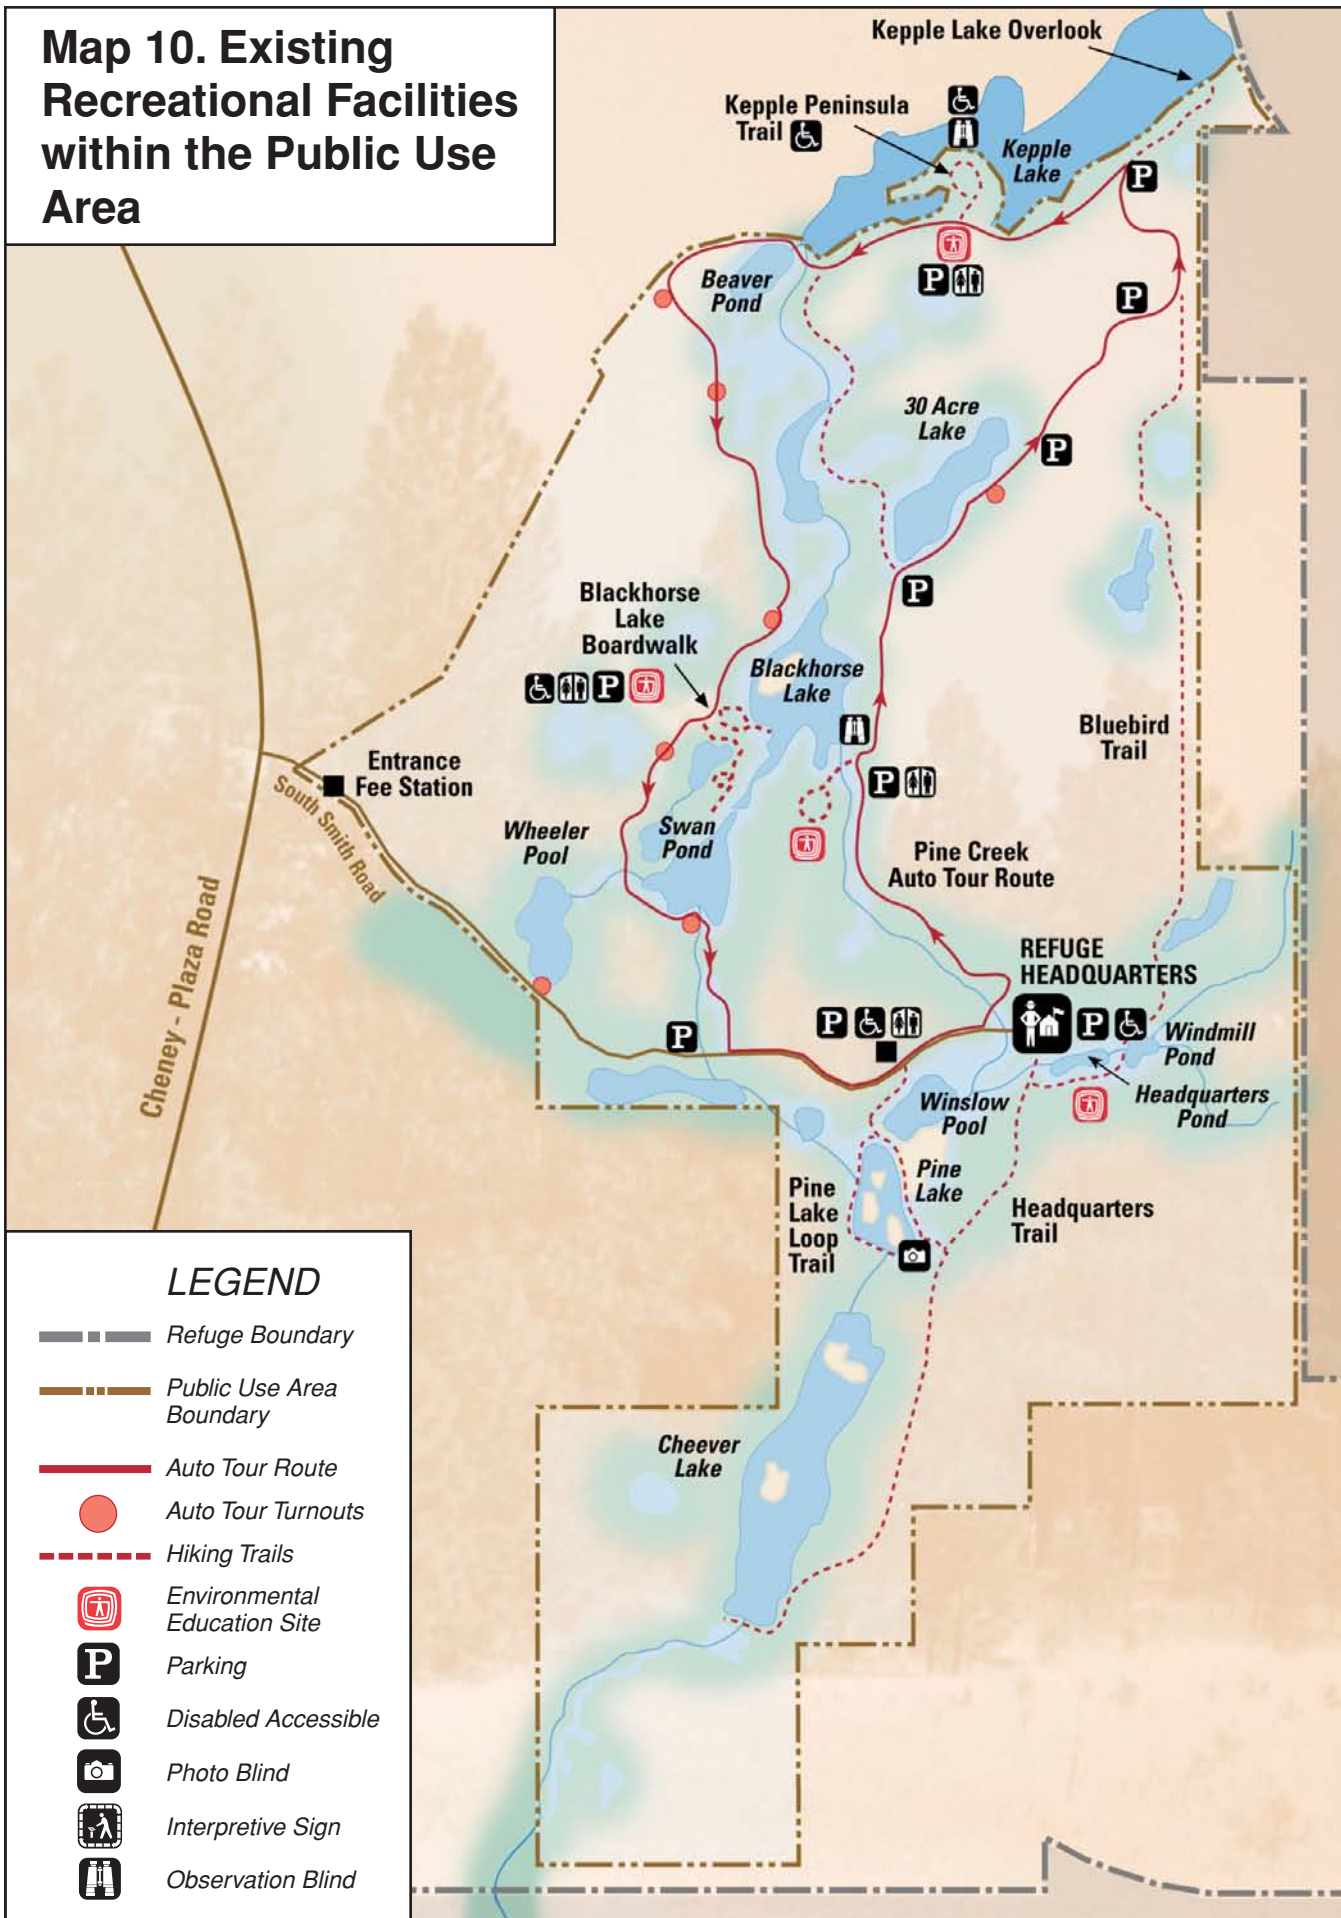 Map 10. Existing
Recreational Facilities
within the Public Use
Area
Kepple Lake Overlook
Kepple Peninsula
Trail
Kepple
Lake
P
P
P
Beaver
Pond
30 Acre
Lake
P
P
Blackhorse
Lake
Boardwalk
P
Blackhorse
Lake
Bluebird
Trail
Entrance
Fee Station
South Smith Road
P
Wheeler
Pool
Swan
Pond
Pine Creek
Auto Tour Route
Cheney - Plaza Road
REFUGE
HEADQUARTERS
P
P
P
Windmill
Pond
Headquarters
Pond
Winslow
Pool
Pine
Lake
Pine
Lake
Loop
Trail
Headquarters
Trail
Cheever
Lake
LEGEND
Refuge Boundary
Public Use Area
Boundary
Auto Tour Route
Auto Tour Turnouts
Hiking Trails
Environmental
Education Site
P
Parking
Disabled Accessible
Photo Blind
Interpretive Sign
Observation Blind